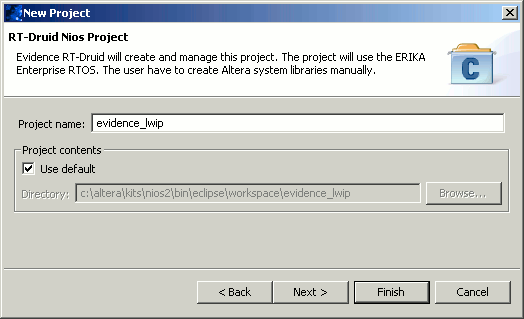 New Project
RT-Druid Nios Project
Evidence RT-Druid will create and manage this project. The project will use the ERIKA
Enterprise RTOS. The user have to create Altera system libraries manually.
C
Project name: evidence_lwip
Project contents
Use default
Directory: c:\altera\kits\nios2\bin\eclipse\workspace\evidence_lwip Browse...
< Back Next > Finish Cancel